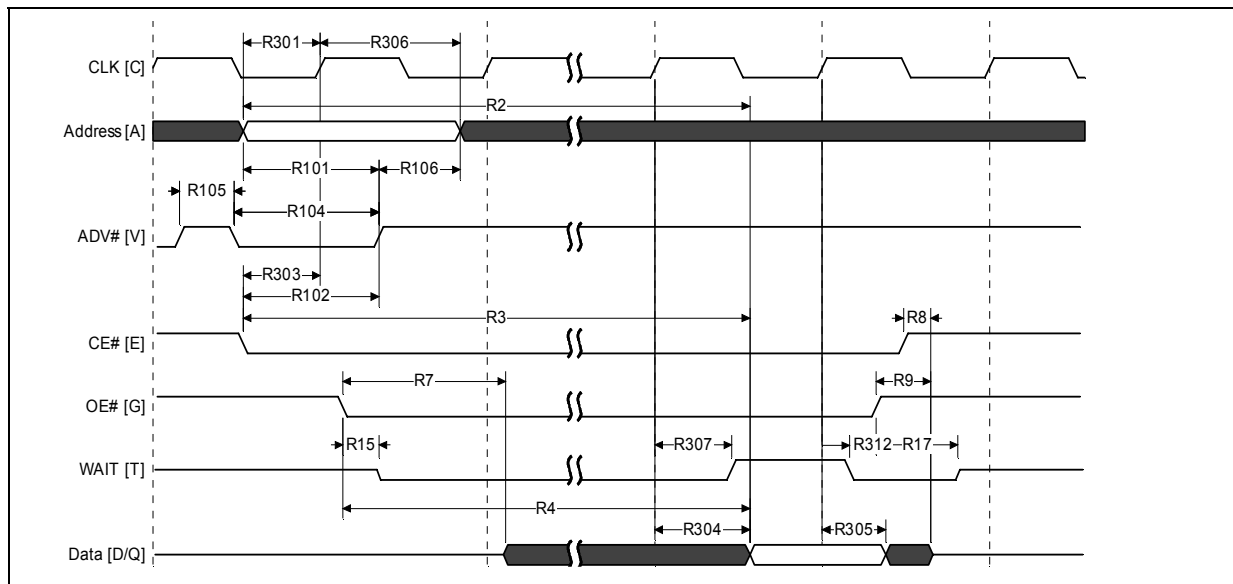 R301 R306
CLK [C]
R2
Address [A]
R101 R106
R105
R104
ADV# [V]
R303
R102
R3
R8
CE# [E]
R7
R9
OE# [G]
R15
R307
R312 R17
WAIT [T]
R4
R304
R305
Data [D/Q]